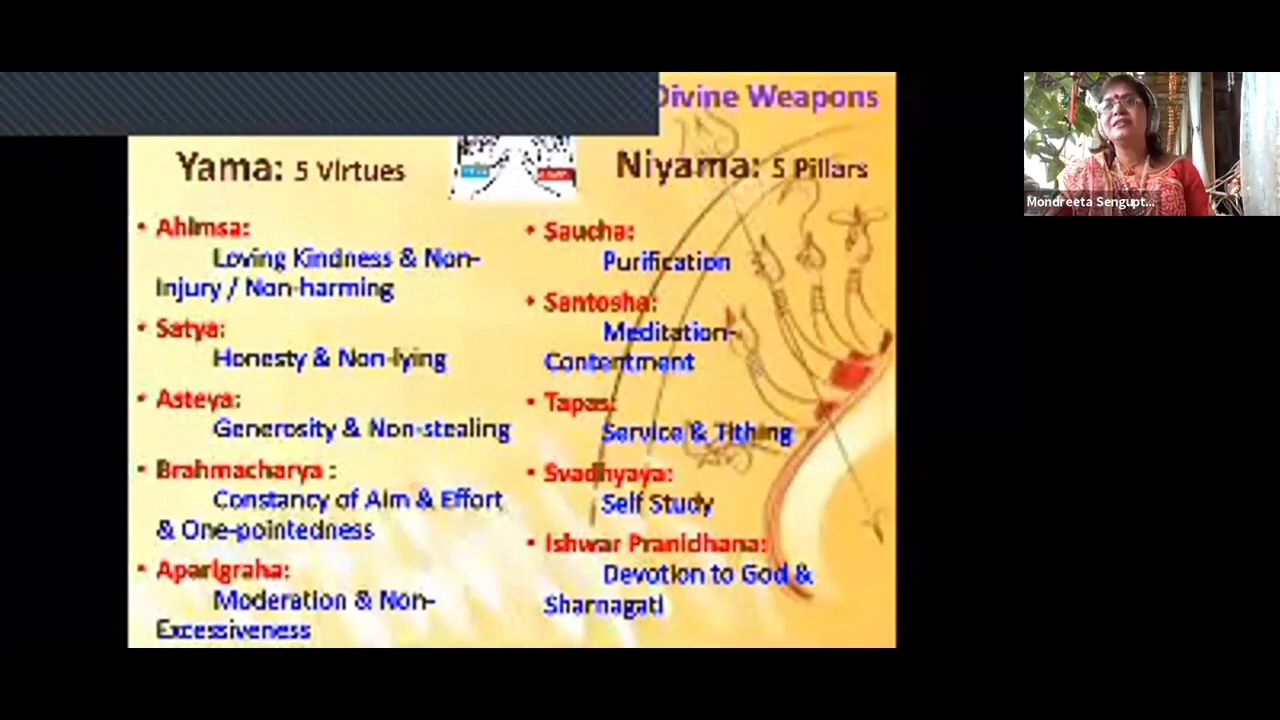 Divine Weapons
Yama: 5 Virtues
• Ahimsa:
Loving Kindness & Non-
Injury / Non-harming
• Satya:
Honesty & Non-lying
• Asteya:
Generosity & Non-stealing
• Brahmacharya :
Constancy of Aim & Effort
& One-pointedness
• Aparigraha:
Moderation & Non-
Excessiveness
Niyama: 5 Pillars
• Saucha:
Purification
• Santosha:
Meditation-
Contentment
• Tapas:
Service & Tithing
• Svadhyaya:
Self Study
• Ishwar Pranidhana:
Devotion to God &
Sharnagati
Mondreeta Sengupt...